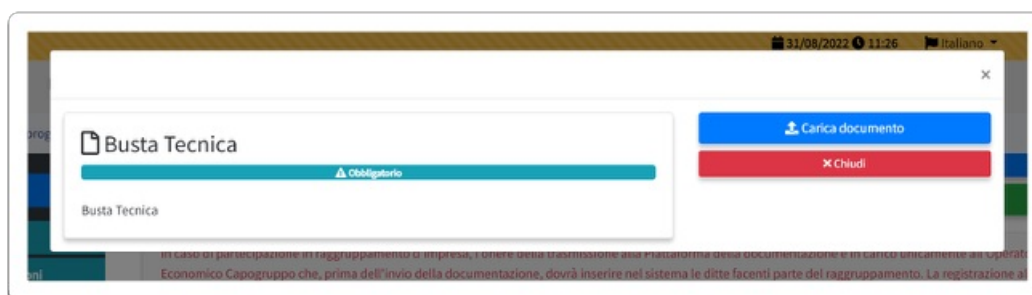 31/08/2022 11:26 Italiano
×
Busta Tecnica
Obbligatorio
Busta Tecnica
Carica documento
Chiudi
prog
oni
In caso di partecipazione in raggruppamento d'impresa, l'onere della trasmissione alla Piattaforma della documentazione è in carico unicamente all'Operat
Economico Capogruppo che, prima dell'invio della documentazione, dovrà inserire nel sistema le ditte facenti parte del raggruppamento. La registrazione al